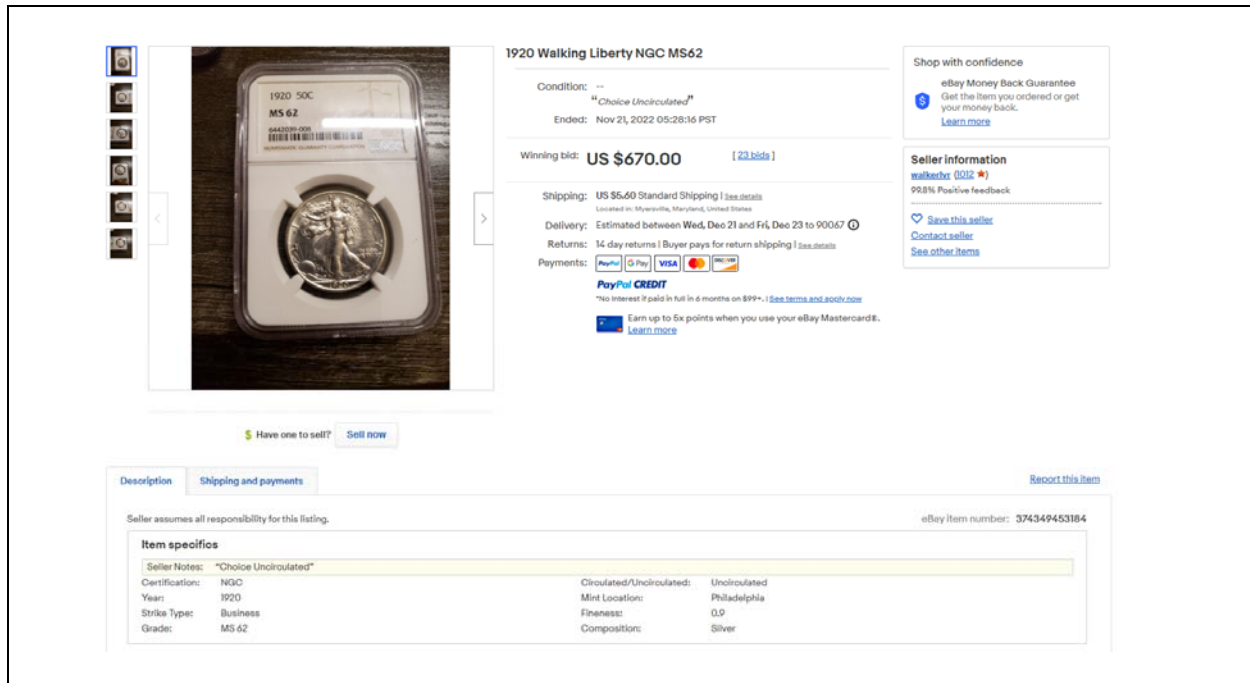 1920 Walking Liberty NGC MS62
Condition: --
"Choice Uncirculated"
Ended: Nov 21, 2022 05:28:16 PST
Winning bid: US $670.00 [ 23 bids ]
Shipping: US $5.60 Standard Shipping | See details
Located in: Myersville, Maryland, United States
Delivery: Estimated between Wed, Dec 21 and Fri, Dec 23 to 90067
Returns: 14 day returns | Buyer pays for return shipping | See details
Payments: PayPal G Pay VISA DISCOVER
PayPal CREDIT
*No Interest if paid in full in 6 months on $99+. | See terms and apply now
Earn up to 5x points when you use your eBay Mastercard®.
Learn more
Shop with confidence
eBay Money Back Guarantee
Get the item you ordered or get
your money back.
Learn more
Seller information
walkerlvr (1012 ★)
99.8% Positive feedback
Save this seller
Contact seller
See other items
1920 50C
MS 62
6442039-008
NUMISMATIC GUARANTY CORPORATION
$ Have one to sell? Sell now
Description Shipping and payments Report this item
Seller assumes all responsibility for this listing. eBay item number: 374349453184
Item specifics
Seller Notes: "Choice Uncirculated"
Certification: NGC Circulated/Uncirculated: Uncirculated
Year: 1920 Mint Location: Philadelphia
Strike Type: Business Fineness: 0.9
Grade: MS 62 Composition: Silver